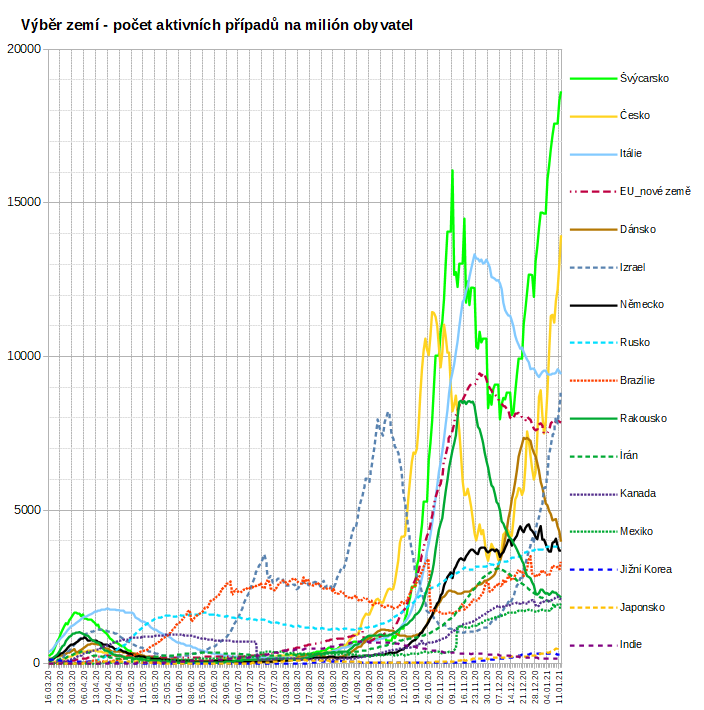 Výběr zemí - počet aktivních případů na milión obyvatel
20000
15000
10000
5000
0
Švýcarsko
Česko
Itálie
EU_nové země
Dánsko
Izrael
Německo
Rusko
Brazílie
Rakousko
Irán
Kanada
Mexiko
Jižní Korea
Japonsko
Indie
16.03.20
23.03.20
30.03.20
06.04.20
13.04.20
20.04.20
27.04.20
04.05.20
11.05.20
18.05.20
25.05.20
01.06.20
08.06.20
15.06.20
22.06.20
29.06.20
06.07.20
13.07.20
20.07.20
27.07.20
03.08.20
10.08.20
17.08.20
24.08.20
31.08.20
07.09.20
14.09.20
21.09.20
28.09.20
05.10.20
12.10.20
19.10.20
26.10.20
02.11.20
09.11.20
16.11.20
23.11.20
30.11.20
07.12.20
14.12.20
21.12.20
28.12.20
04.01.21
11.01.21